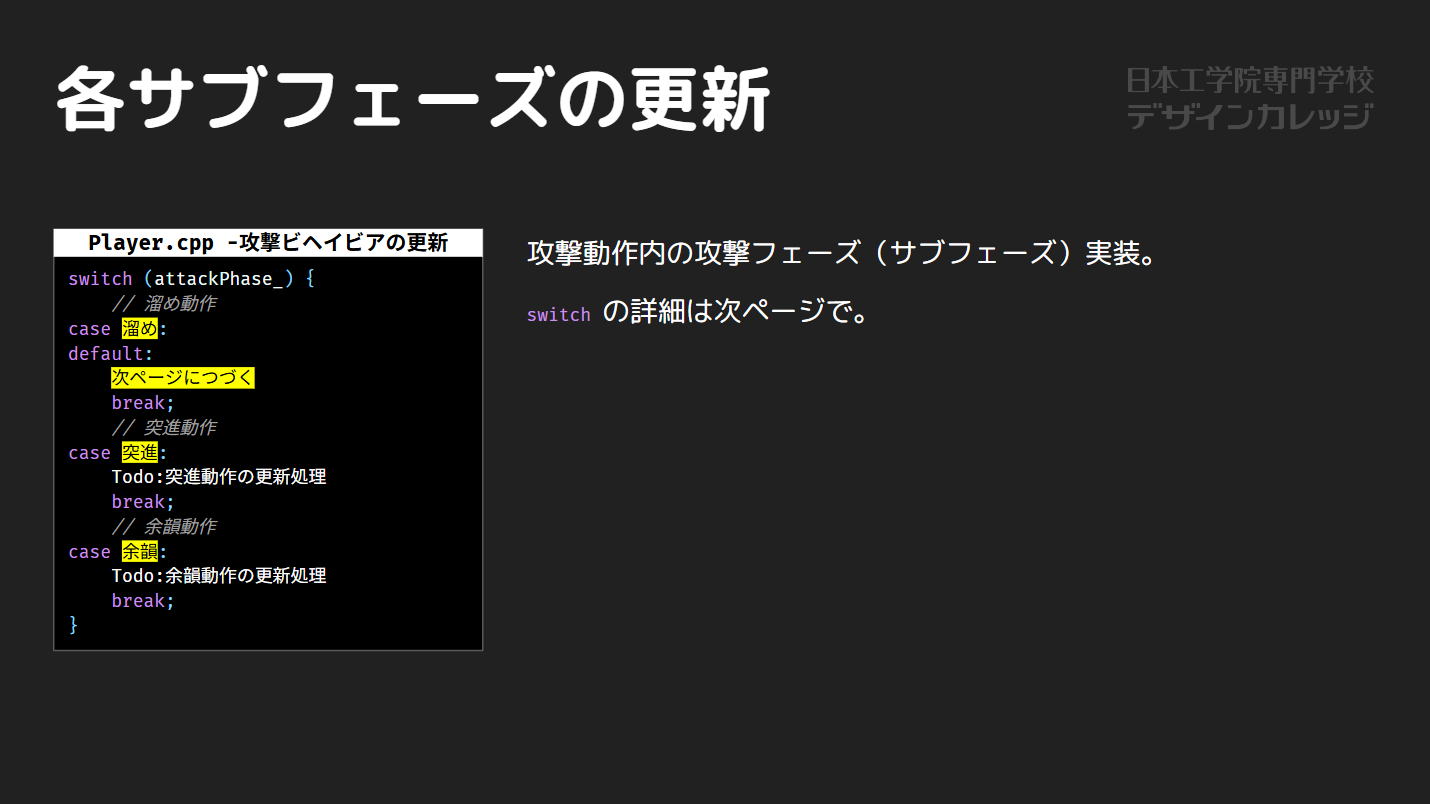 各サブフェーズの更新
日本工学院専門学校
デザインカレッジ
Player.cpp -攻撃ビヘイビアの更新
switch (attackPhase_) {
// 溜め動作
case 溜め:
default:
次ページにつづく
break;
// 突進動作
case 突進:
Todo:突進動作の更新処理
break;
// 余韻動作
case 余韻:
Todo:余韻動作の更新処理
break;
}
攻撃動作内の攻撃フェーズ（サブフェーズ）実装。
switch の詳細は次ページで。